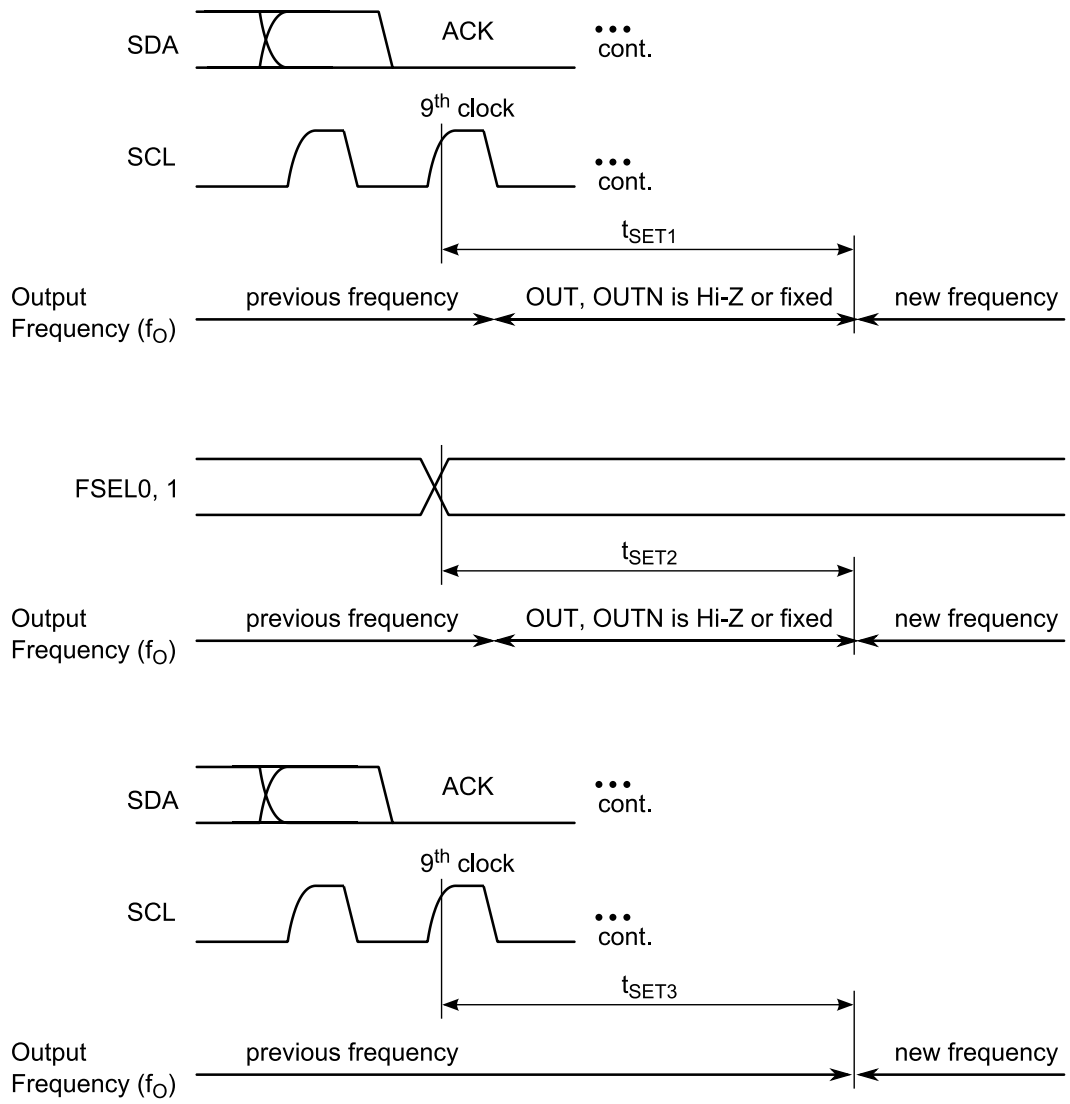 SDA
ACK
•••
cont.
9th clock
SCL
•••
cont.
tSET1
Output
Frequency (fO)
previous frequency
OUT, OUTN is Hi-Z or fixed
new frequency
FSEL0, 1
tSET2
Output
Frequency (fO)
previous frequency
OUT, OUTN is Hi-Z or fixed
new frequency
SDA
ACK
•••
cont.
9th clock
SCL
•••
cont.
tSET3
Output
Frequency (fO)
previous frequency
new frequency